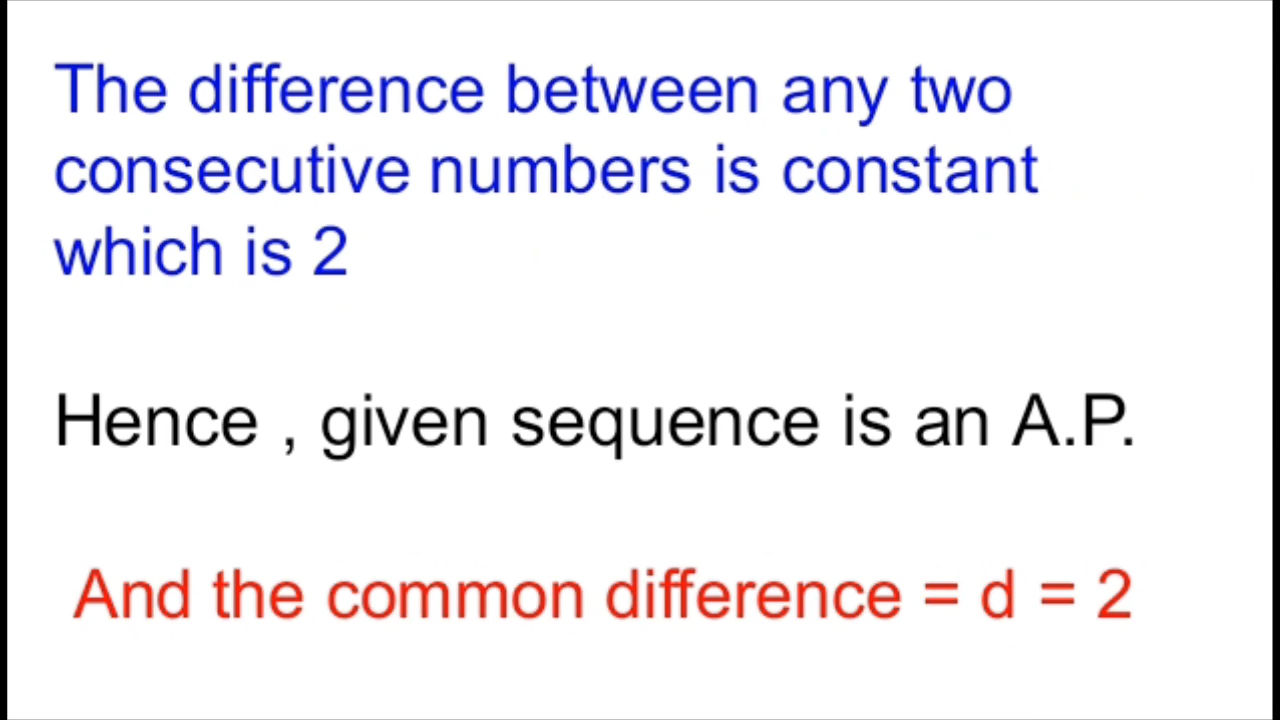 The difference between any two
consecutive numbers is constant
which is 2
Hence , given sequence is an A.P.
And the common difference = d = 2